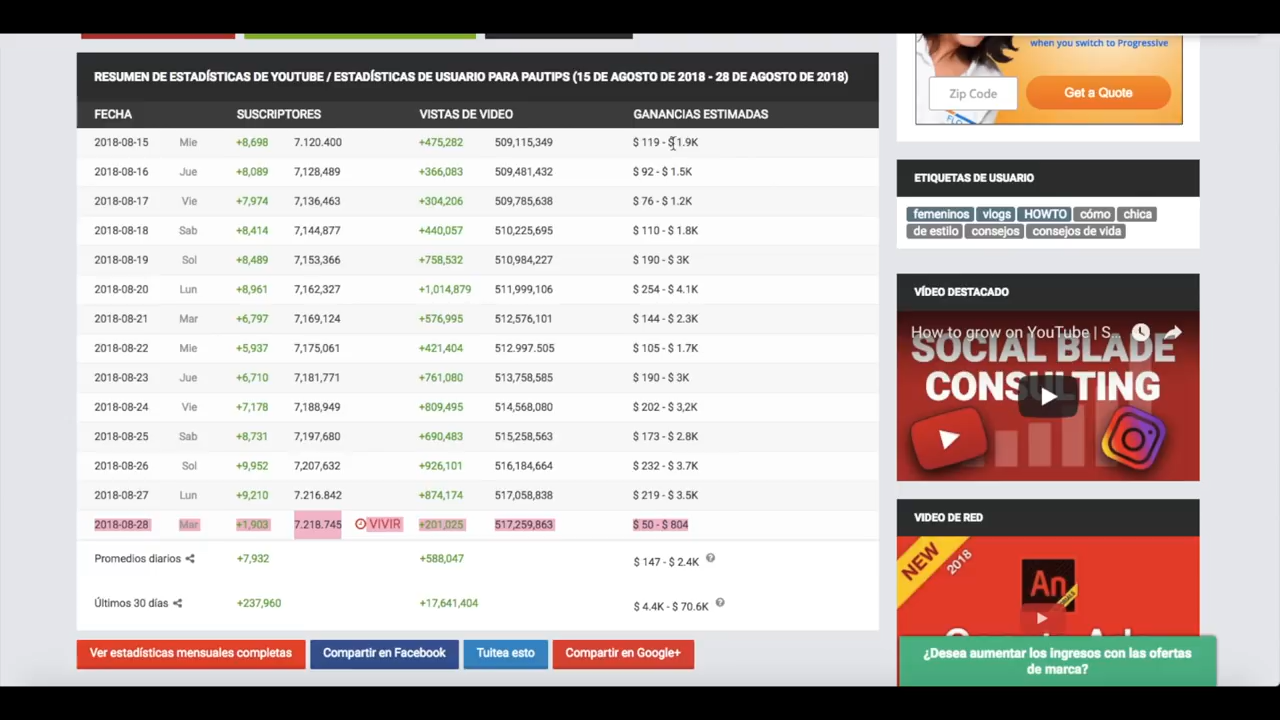 RESUMEN DE ESTADÍSTICAS DE YOUTUBE / ESTADÍSTICAS DE USUARIO PARA PAUTIPS (15 DE AGOSTO DE 2018 - 28 DE AGOSTO DE 2018)
FECHA SUSCRIPTORES VISTAS DE VIDEO GANANCIAS ESTIMADAS
2018-08-15 Mie +8,698 7.120.400 +475,282 509,115,349 $ 119 - $ 1.9K
2018-08-16 Jue +8,089 7,128,489 +366,083 509,481,432 $ 92 - $ 1.5K
2018-08-17 Vie +7,974 7,136,463 +304,206 509,785,638 $ 76 - $ 1.2K
2018-08-18 Sab +8,414 7,144,877 +440,057 510,225,695 $ 110 - $ 1.8K
2018-08-19 Sol +8,489 7,153,366 +758,532 510,984,227 $ 190 - $ 3K
2018-08-20 Lun +8,961 7,162,327 +1,014,879 511,999,106 $ 254 - $ 4.1K
2018-08-21 Mar +6,797 7,169,124 +576,995 512,576,101 $ 144 - $ 2.3K
2018-08-22 Mie +5,937 7,175,061 +421,404 512.997.505 $ 105 - $ 1.7K
2018-08-23 Jue +6,710 7,181,771 +761,080 513,758,585 $ 190 - $ 3K
2018-08-24 Vie +7,178 7,188,949 +809,495 514,568,080 $ 202 - $ 3,2K
2018-08-25 Sab +8,731 7,197,680 +690,483 515,258,563 $ 173 - $ 2.8K
2018-08-26 Sol +9,952 7,207,632 +926,101 516,184,664 $ 232 - $ 3.7K
2018-08-27 Lun +9,210 7.216.842 +874,174 517,058,838 $ 219 - $ 3.5K
2018-08-28 Mar +1,903 7.218.745 VIVIR +201,025 517,259,863 $ 50 - $ 804
Promedios diarios +7,932 +588,047 $ 147 - $ 2.4K
Últimos 30 días +237,960 +17,641,404 $ 4.4K - $ 70.6K
Ver estadísticas mensuales completas Compartir en Facebook Tuitea esto Compartir en Google+
when you switch to Progressive
Zip Code Get a Quote
FLO
ETIQUETAS DE USUARIO
femeninos vlogs HOWTO cómo chica
de estilo consejos consejos de vida
VÍDEO DESTACADO
How to grow on YouTube | S...
SOCIAL BLADE
CONSULTING
VIDEO DE RED
NEW
2018
An
¿Desea aumentar los ingresos con las ofertas
de marca?